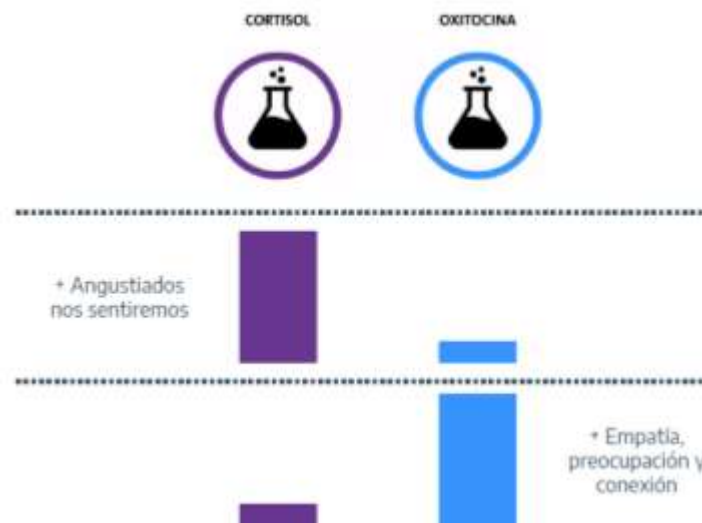 CORTISOL
OXITOCINA
+ Angustiados
nos sentiremos
+ Empatía,
preocupación y
conexión